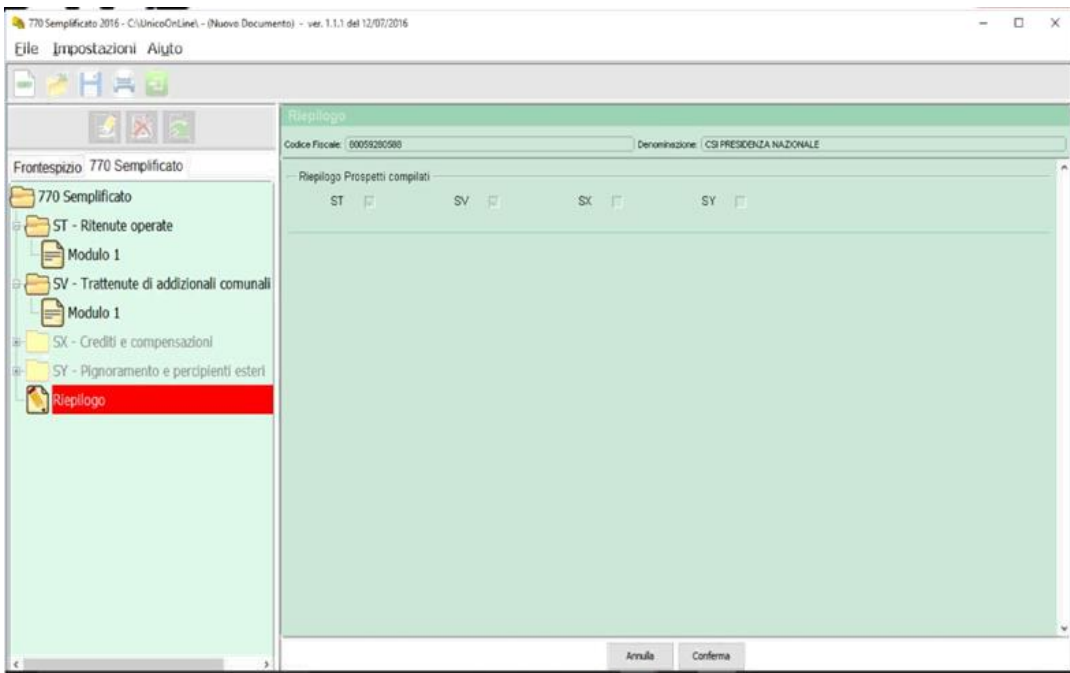 770 Semplificato 2016 - C:\UnicoOnLine\ - (Nuovo Documento) - ver. 1.1.1 del 12/07/2016
File Impostazioni Aiuto
Riepilogo
Codice Fiscale: 80059280588 Denominazione: CSI PRESIDENZA NAZIONALE
Frontespizio 770 Semplificato
770 Semplificato
ST - Ritenute operate
Modulo 1
SV - Trattenute di addizionali comunali
Modulo 1
SX - Crediti e compensazioni
SY - Pignoramento e percipienti esteri
Riepilogo
Riepilogo Prospetti compilati
ST SV SX SY
Annulla Conferma